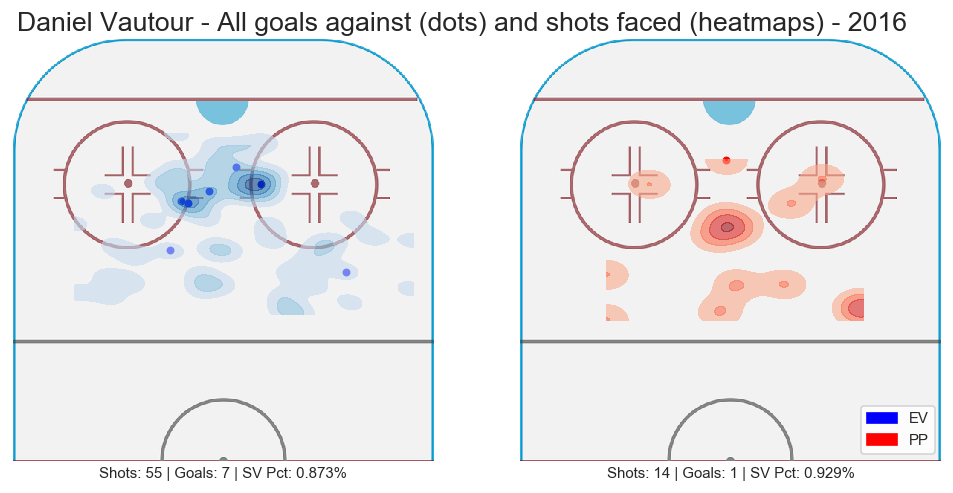 Daniel Vautour - All goals against (dots) and shots faced (heatmaps) - 2016
EV
PP
Shots: 55 | Goals: 7 | SV Pct: 0.873%
Shots: 14 | Goals: 1 | SV Pct: 0.929%